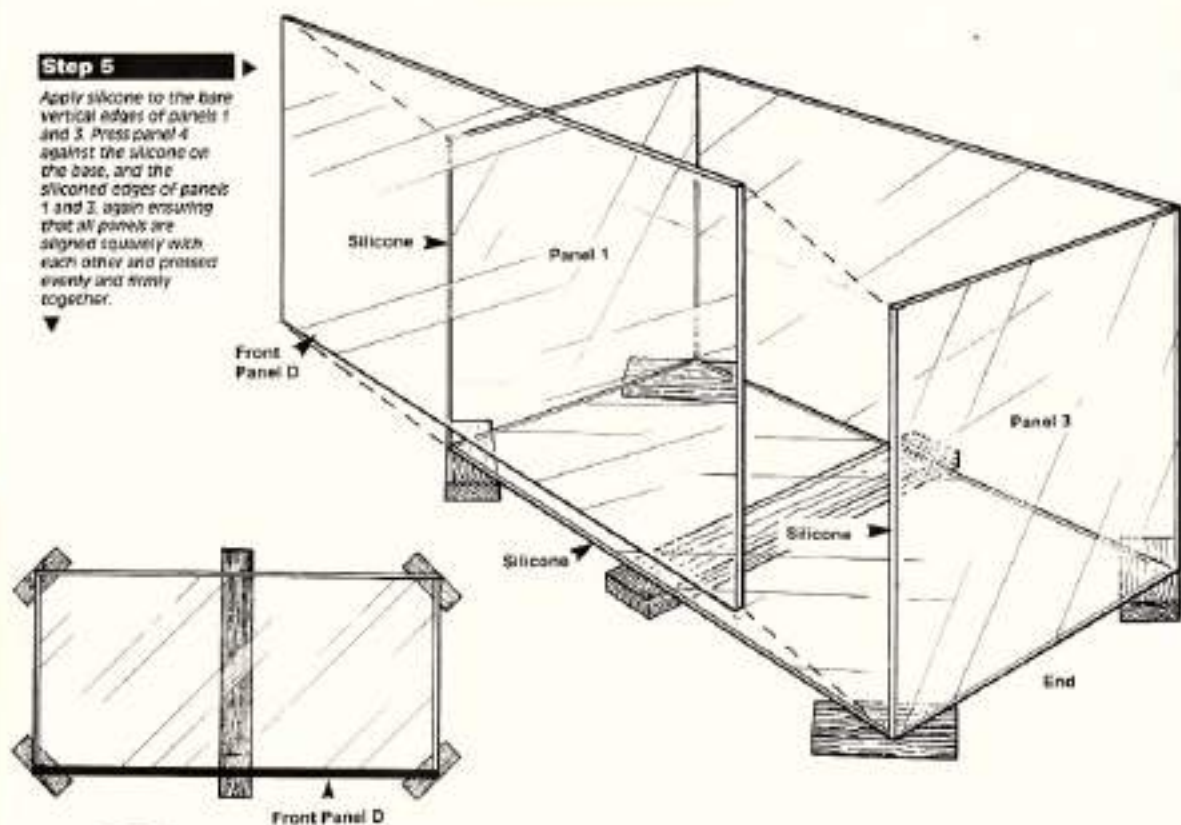 Step 5
Apply silicone to the bare
vertical edges of panels 1
and 3. Press panel 4
against the silicone on
the base, and the
siliconed edges of panels
1 and 3, again ensuring
that all panels are
aligned squarely with
each other and pressed
evenly and firmly
together.
Silicone
Panel 1
Front
Panel D
Panel 3
Silicone
Silicone
End
Front Panel D